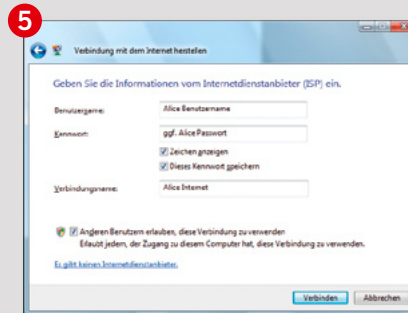 5
Verbindung mit dem Internet herstellen
Geben Sie die Informationen vom Internetdienstanbieter (ISP) ein.
Benutzername: Alice Benutzername
Kennwort: ggf. Alice Passwort
Zeichen anzeigen
Dieses Kennwort speichern
Verbindungsname: Alice Internet
Anderen Benutzern erlauben, diese Verbindung zu verwenden
Erlaubt jedem, der Zugang zu diesem Computer hat, diese Verbindung zu verwenden.
Es gibt keinen Internetdienstanbieter.
Verbinden Abbrechen